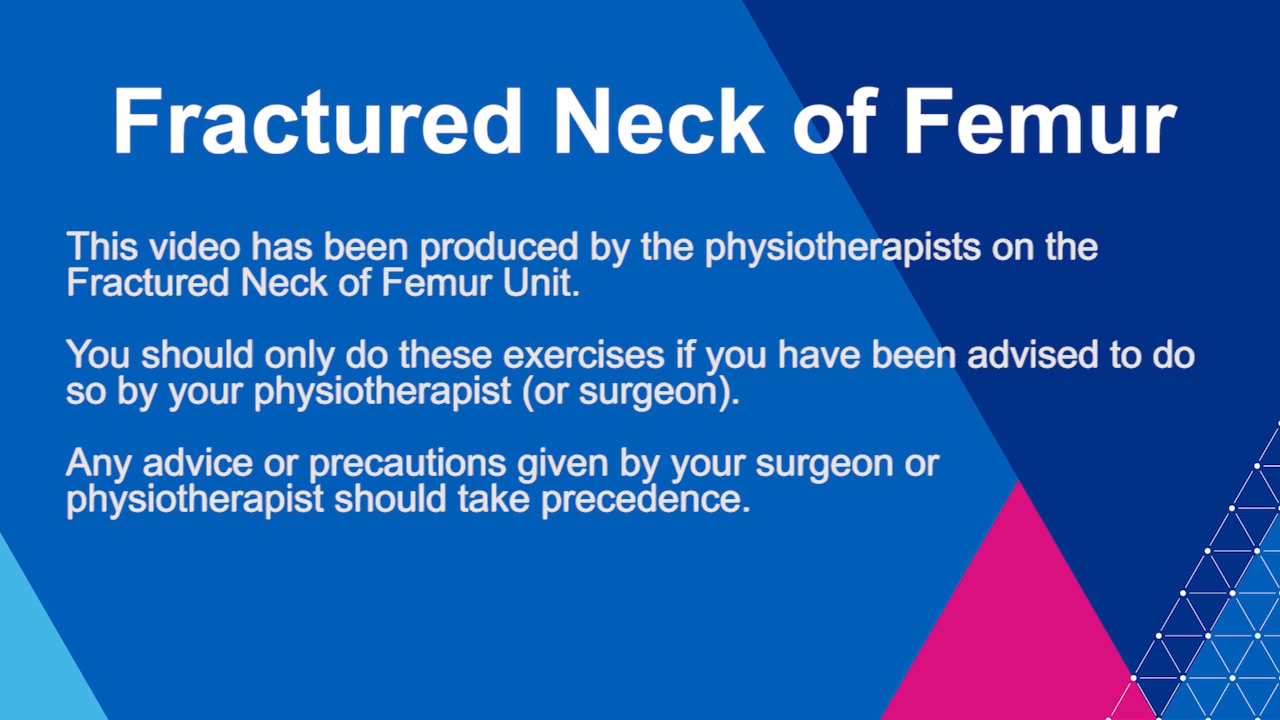 Fractured Neck of Femur
This video has been produced by the physiotherapists on the
Fractured Neck of Femur Unit.
You should only do these exercises if you have been advised to do
so by your physiotherapist (or surgeon).
Any advice or precautions given by your surgeon or
physiotherapist should take precedence.